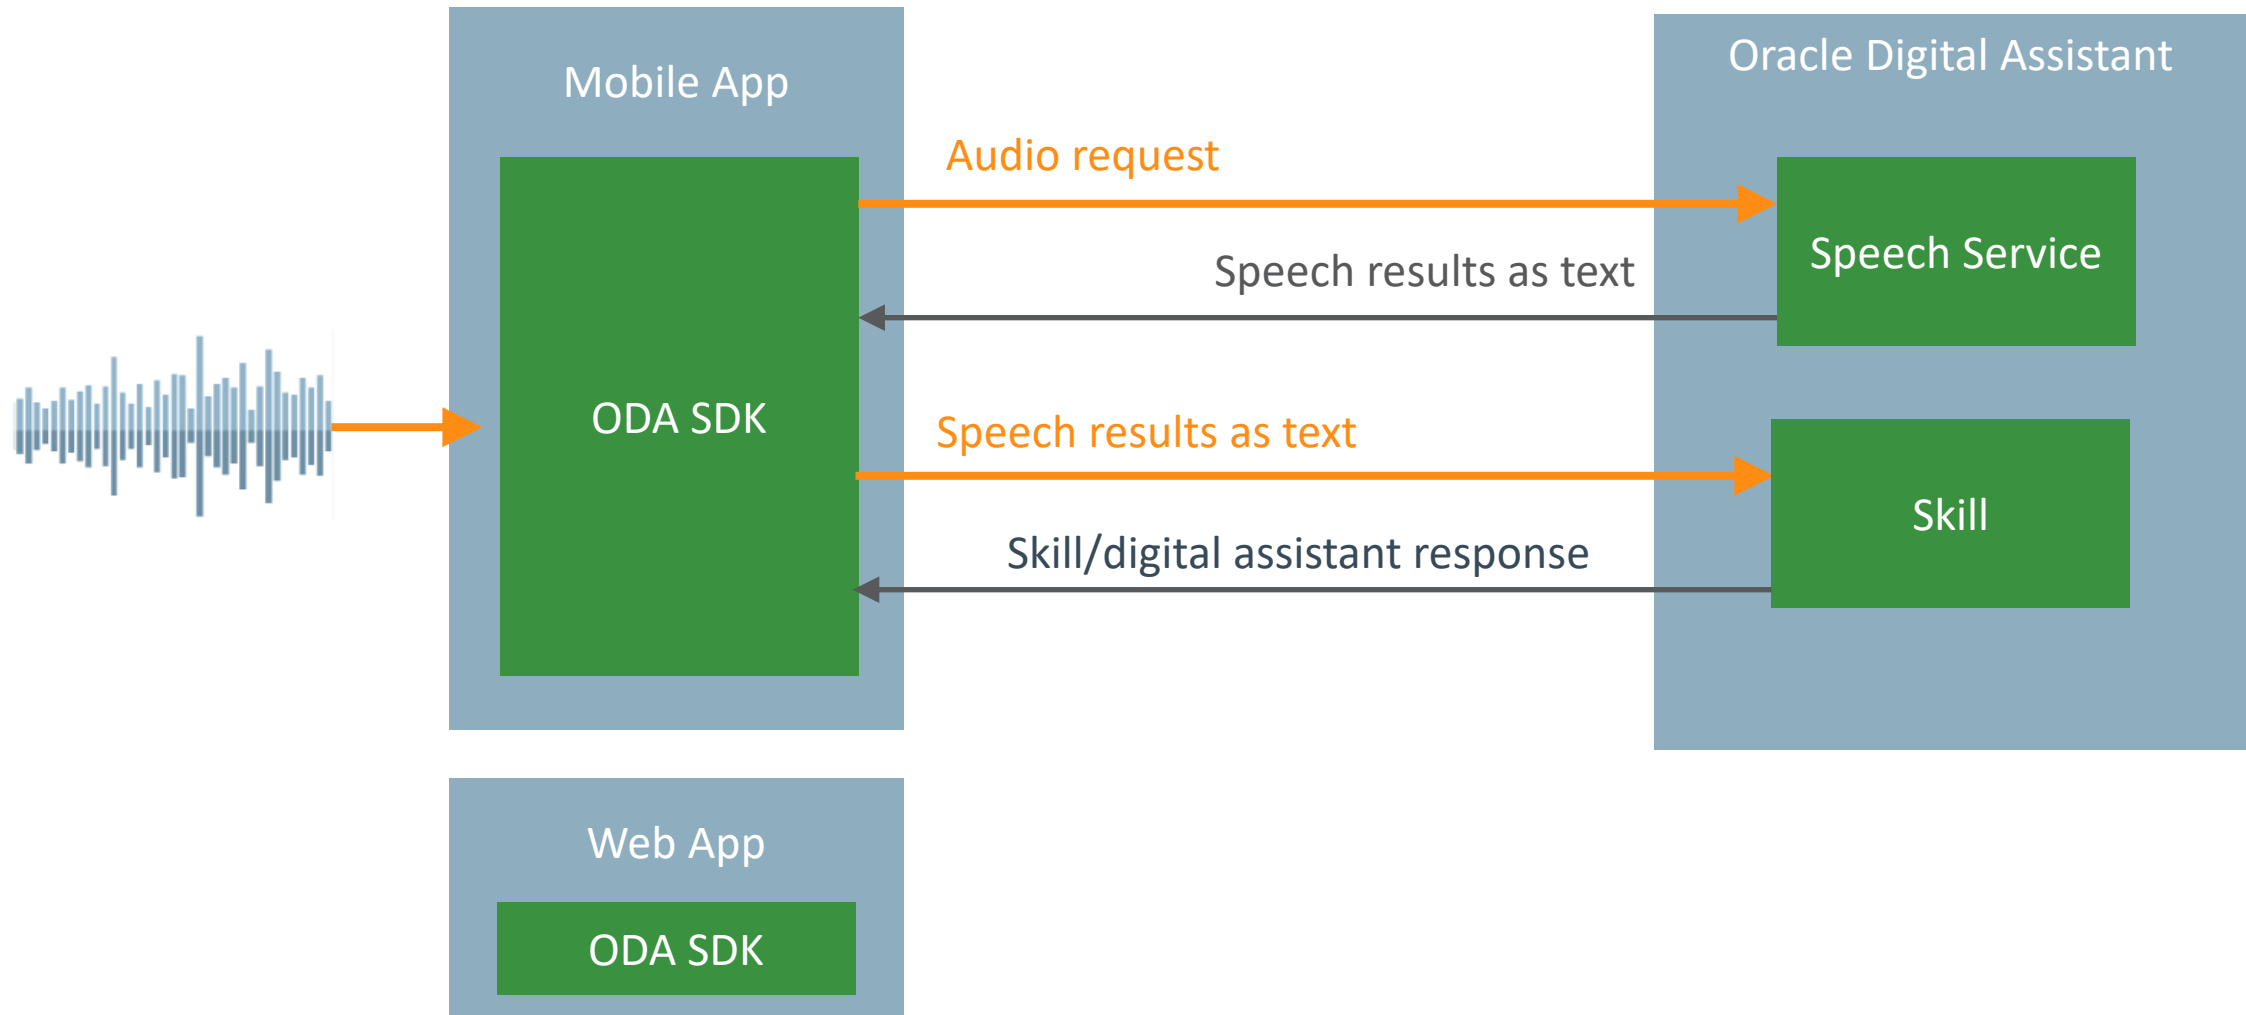 Mobile App
ODA SDK
Audio request
Speech results as text
Speech results as text
Skill/digital assistant response
Oracle Digital Assistant
Speech Service
Skill
Web App
ODA SDK